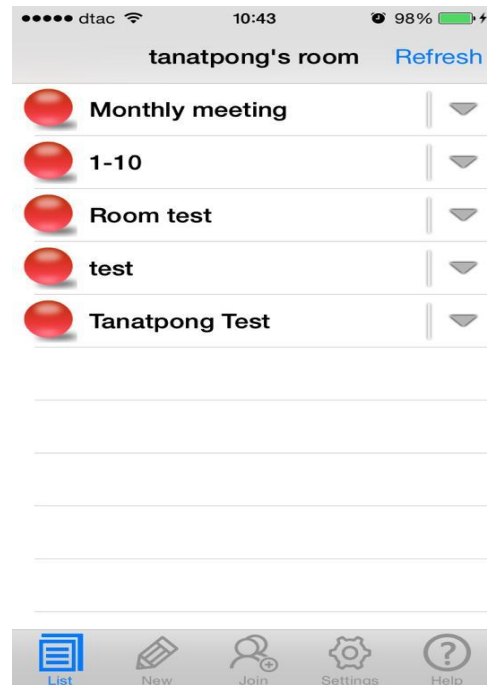 dtac 10:43 98%
tanatpong's room Refresh
Monthly meeting
1-10
Room test
test
Tanatpong Test
List New Join Settings Help